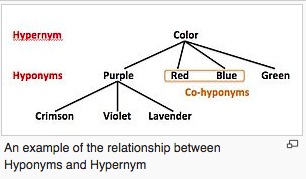 Hypernym Color
Hyponyms Purple Red Blue Green
Co-hyponyms
Crimson Violet Lavender
An example of the relationship between
Hyponyms and Hypernym